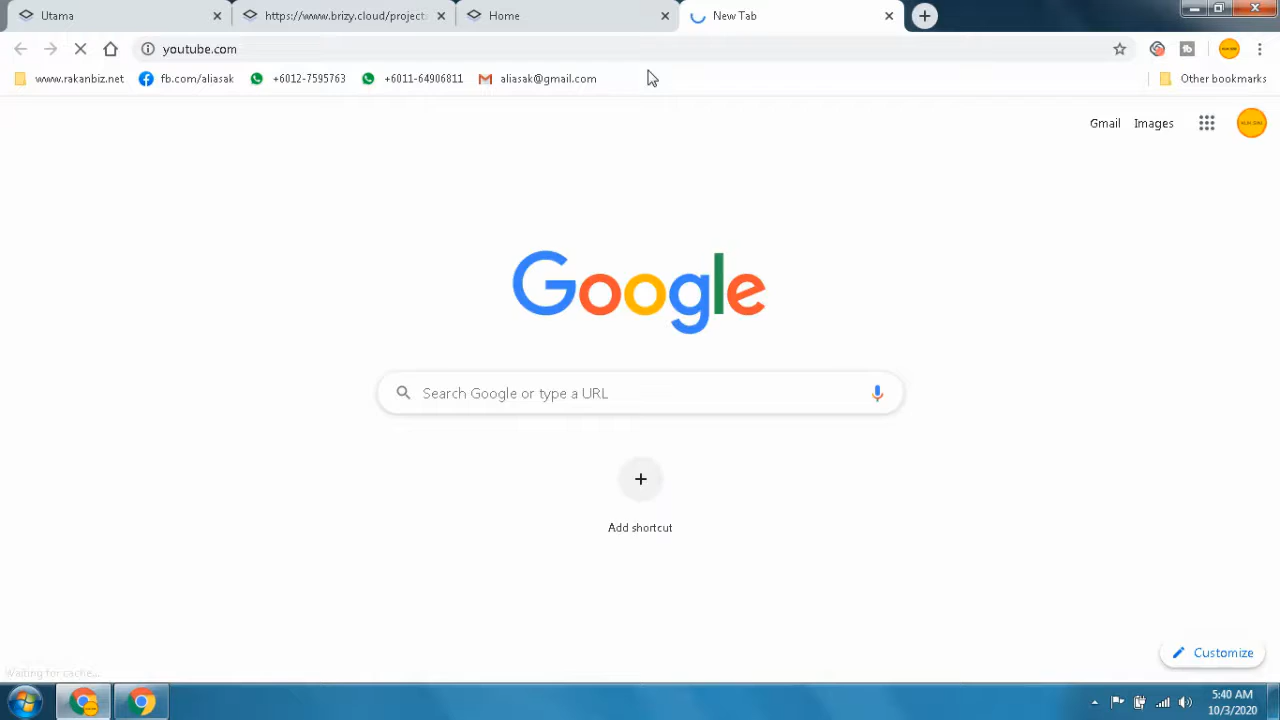 Utama
https://www.brizy.cloud/project
Home
New Tab
youtube.com
www.rakanbiz.net
fb.com/aliasak
+6012-7595763
+6011-64906811
aliasak@gmail.com
Other bookmarks
Gmail
Images
Google
Search Google or type a URL
Add shortcut
Customize
Waiting for cache...
5:40 AM
10/3/2020